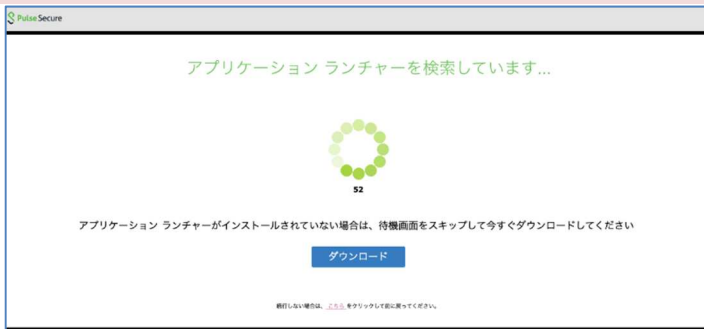 Pulse Secure
アプリケーション ランチャーを検索しています...
52
アプリケーション ランチャーがインストールされていない場合は、待機画面をスキップして今すぐダウンロードしてください
ダウンロード
続行しない場合は、 こちら をクリックして前に戻ってください。